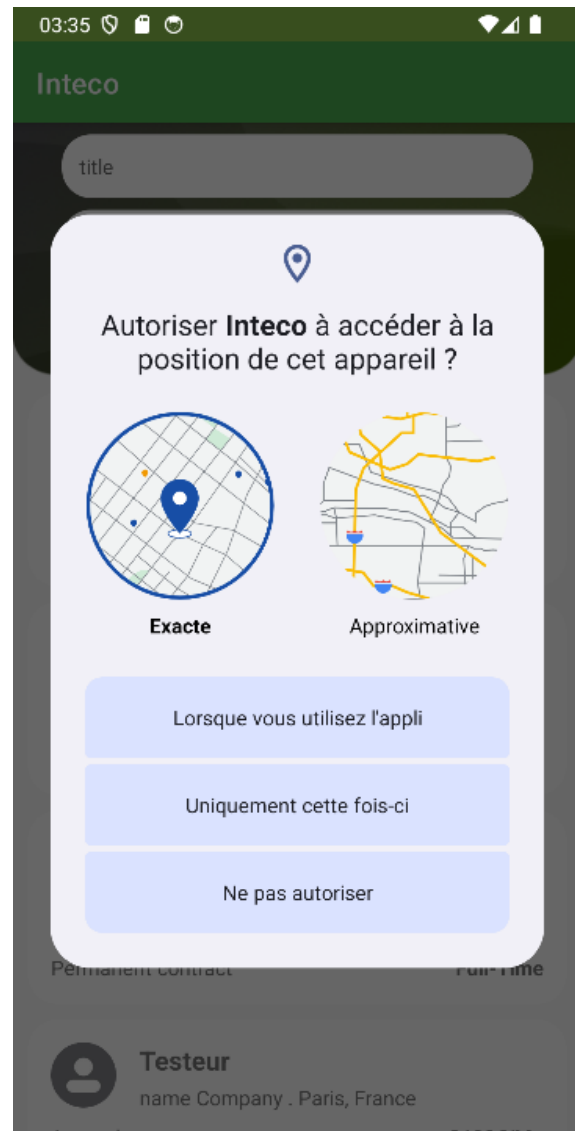 03:35
Inteco
title
Autoriser Inteco à accéder à la
position de cet appareil ?
Exacte
Approximative
Lorsque vous utilisez l'appli
Uniquement cette fois-ci
Ne pas autoriser
Permanent contract
Full-Time
Testeur
name Company . Paris, France